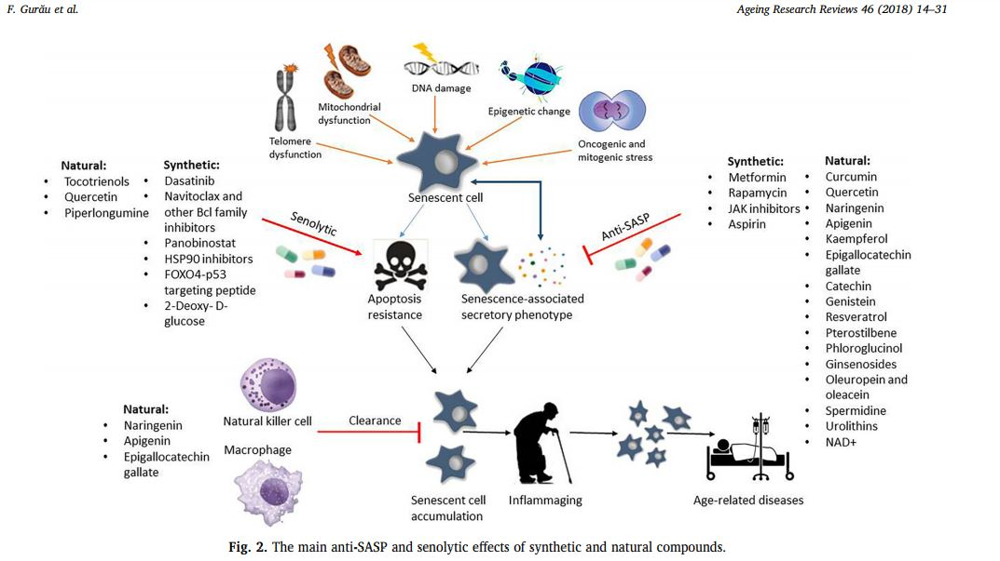 F. Gurău et al.
Ageing Research Reviews 46 (2018) 14–31
Mitochondrial
dysfunction
DNA damage
Epigenetic change
Telomere
dysfunction
Oncogenic and
mitogenic stress
Senescent cell
Natural:
• Tocotrienols
• Quercetin
• Piperlongumine
Synthetic:
• Dasatinib
• Navitoclax and
other Bcl family
inhibitors
• Panobinostat
• HSP90 inhibitors
• FOXO4-p53
targeting peptide
• 2-Deoxy- D-
glucose
Senolytic
Anti-SASP
Synthetic:
• Metformin
• Rapamycin
• JAK inhibitors
• Aspirin
Natural:
• Curcumin
• Quercetin
• Naringenin
• Apigenin
• Kaempferol
• Epigallocatechin
gallate
• Catechin
• Genistein
• Resveratrol
• Pterostilbene
• Phloroglucinol
• Ginsenosides
• Oleuropein and
oleacein
• Spermidine
• Urolithins
• NAD+
Apoptosis
resistance
Senescence-associated
secretory phenotype
Natural:
• Naringenin
• Apigenin
• Epigallocatechin
gallate
Natural killer cell
Macrophage
Clearance
Senescent cell
accumulation
Inflammaging
Age-related diseases
Fig. 2. The main anti-SASP and senolytic effects of synthetic and natural compounds.